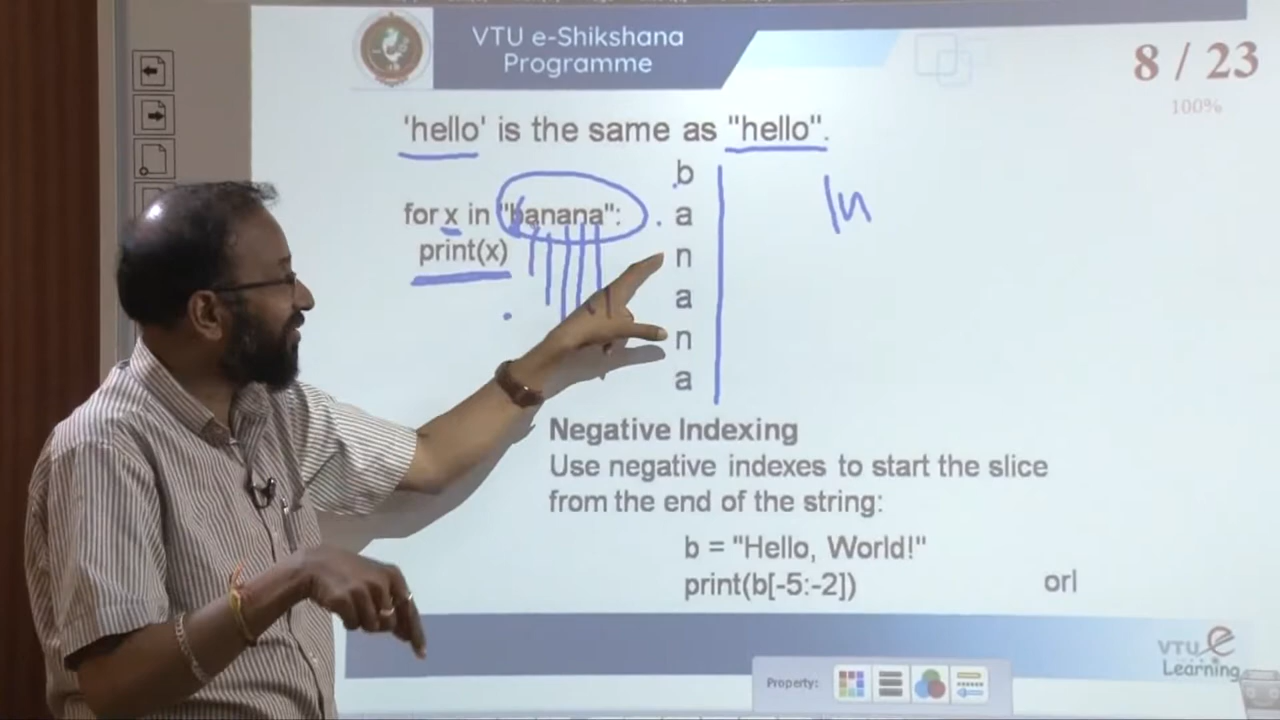 VTU e-Shikshana
Programme
8 / 23
100%
'hello' is the same as "hello".
for x in "banana":
print(x)
b
a
n
a
n
a
In
Negative Indexing
Use negative indexes to start the slice
from the end of the string:
b = "Hello, World!"
print(b[-5:-2])
orl
VTU e
Learning
Property: